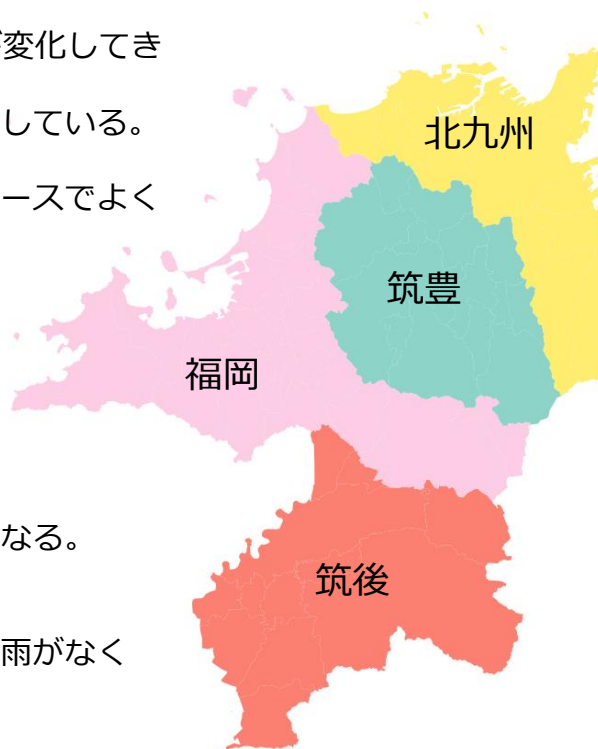 変化してき
北九州
している。
ースでよく
筑豊
福岡
なる。
筑後
雨がなく